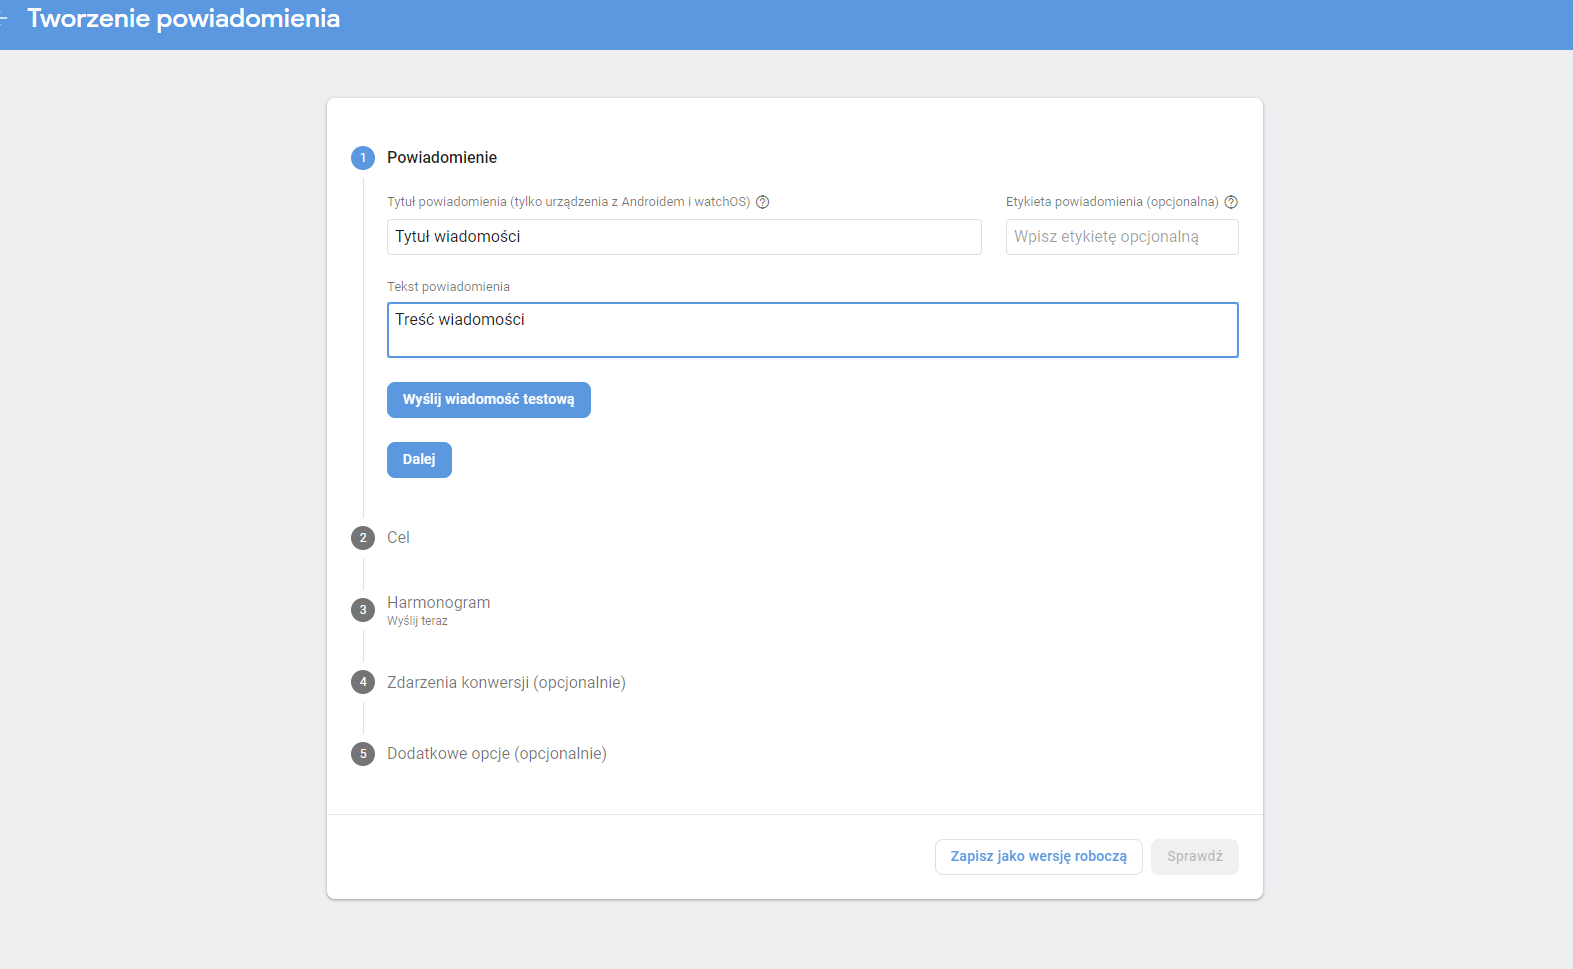 Tworzenie powiadomienia
1 Powiadomienie
Tytuł powiadomienia (tylko urządzenia z Androidem i watchOS) ?
Etykieta powiadomienia (opcjonalna) ?
Tytuł wiadomości
Wpisz etykietę opcjonalną
Tekst powiadomienia
Treść wiadomości
Wyślij wiadomość testową
Dalej
2 Cel
3 Harmonogram
Wyślij teraz
4 Zdarzenia konwersji (opcjonalnie)
5 Dodatkowe opcje (opcjonalnie)
Zapisz jako wersję roboczą
Sprawdź